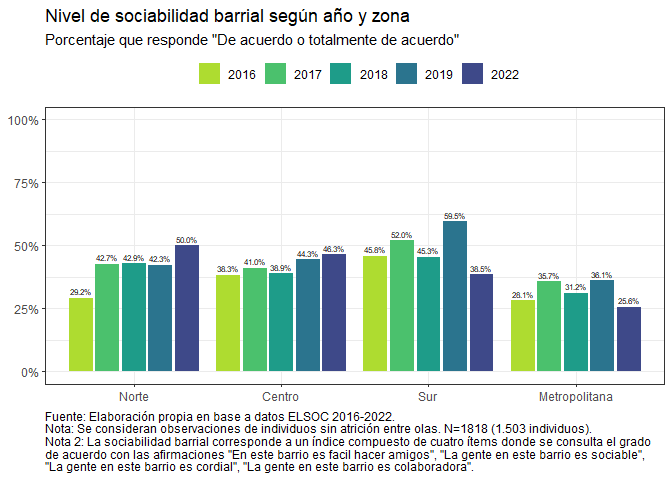 Nivel de sociabilidad barrial según año y zona
Porcentaje que responde "De acuerdo o totalmente de acuerdo"
2016 2017 2018 2019 2022
100%
75%
50%
25%
0%
29.2% 42.7% 42.9% 42.3% 50.0%
38.3% 41.0% 38.9% 44.3% 46.3%
45.8% 52.0% 45.3% 59.5% 38.5%
28.1% 35.7% 31.2% 36.1% 25.6%
Norte Centro Sur Metropolitana
Fuente: Elaboración propia en base a datos ELSOC 2016-2022.
Nota: Se consideran observaciones de individuos sin atrición entre olas. N=1818 (1.503 individuos).
Nota 2: La sociabilidad barrial corresponde a un índice compuesto de cuatro ítems donde se consulta el grado
de acuerdo con las afirmaciones "En este barrio es facil hacer amigos", "La gente en este barrio es sociable",
"La gente en este barrio es cordial", "La gente en este barrio es colaboradora".